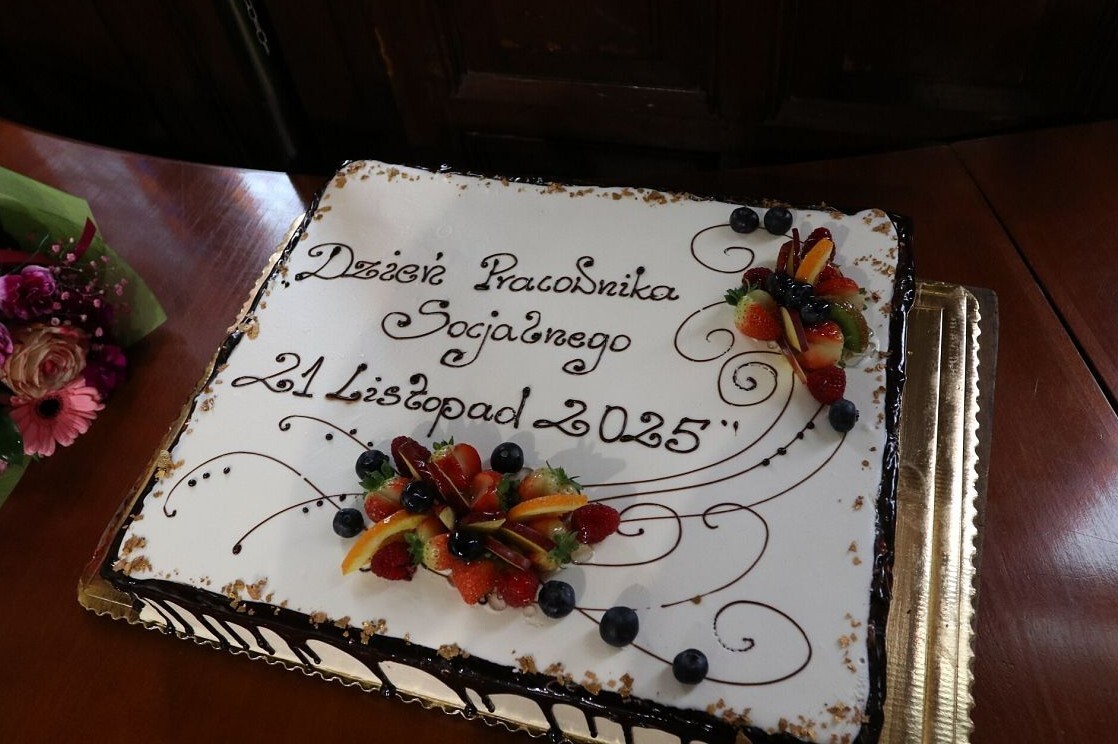 Dzień Pracownika
Socjalnego
21 Listopad 2025"